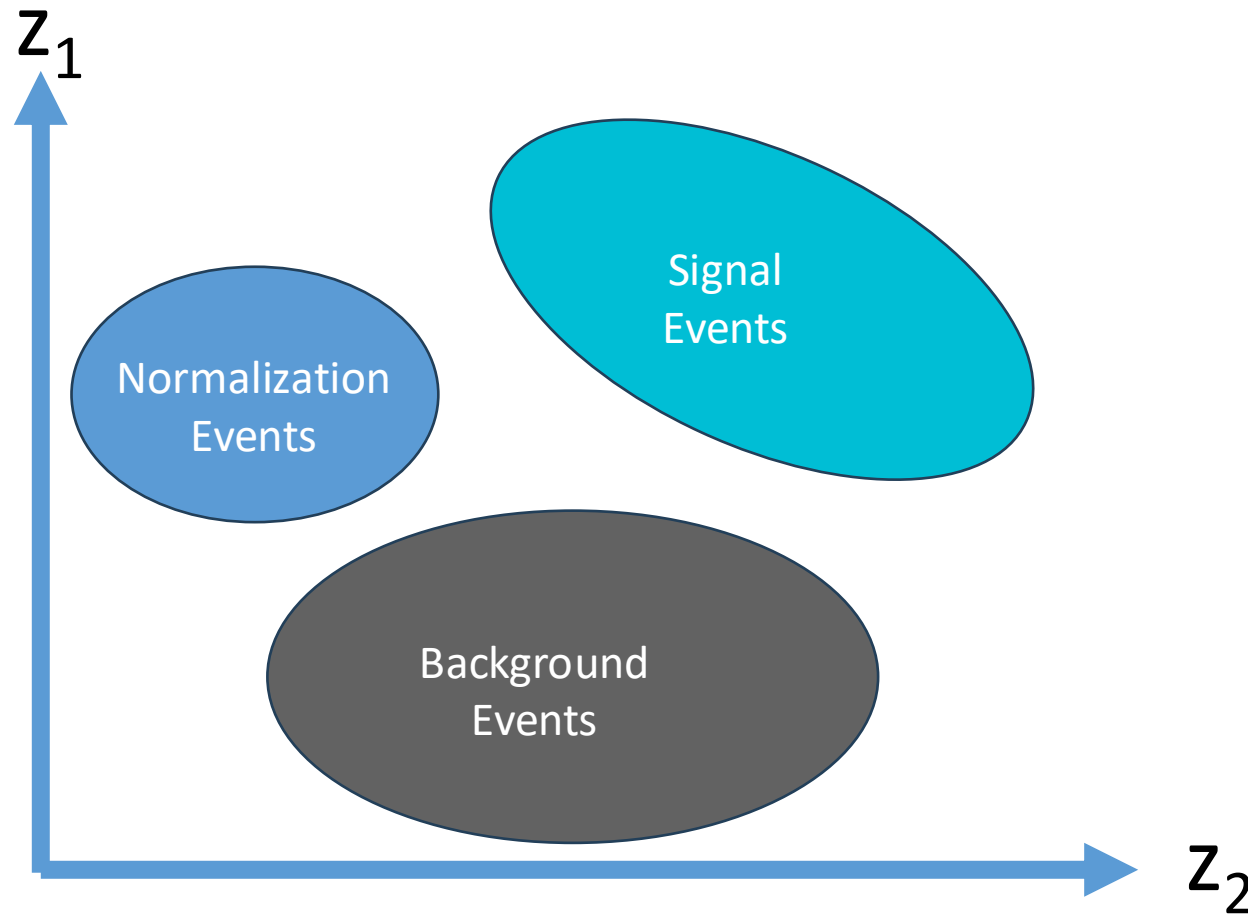 z₁
Signal
Events
Normalization
Events
Background
Events
z₂